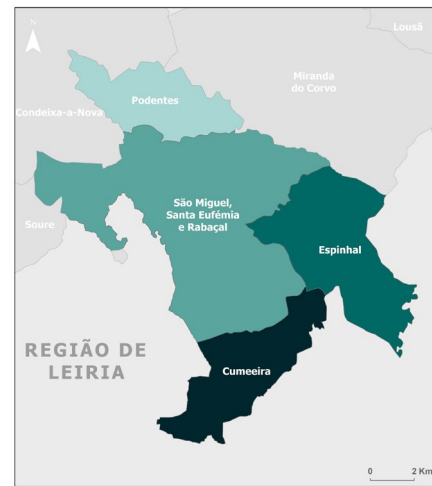 N
Lousã
Miranda
do Corvo
Podentes
Condeixa-a-Nova
São Miguel,
Santa Eufémia
e Rabaçal
Soure
Espinhal
REGIÃO DE
LEIRIA
Cumeeira
0 2 Km